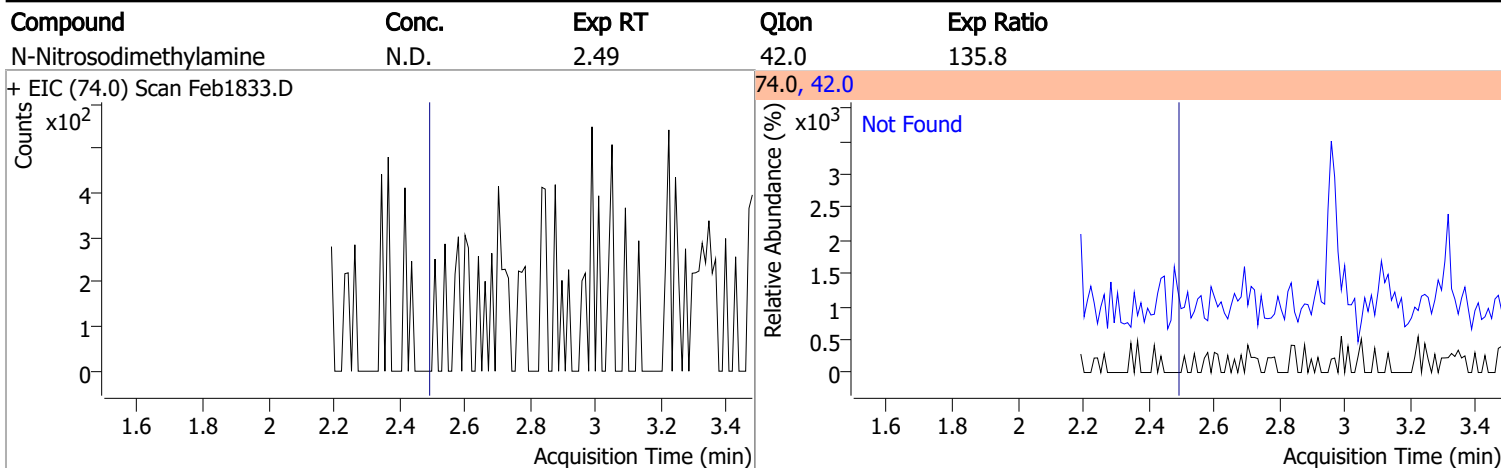 Compound Conc. Exp RT QIon Exp Ratio
N-Nitrosodimethylamine N.D. 2.49 42.0 135.8
+ EIC (74.0) Scan Feb1833.D
Counts
x10²
4
3
2
1
0
1.6 1.8 2 2.2 2.4 2.6 2.8 3 3.2 3.4
Acquisition Time (min)
74.0, 42.0
Relative Abundance (%)
x10³
Not Found
3
2.5
2
1.5
1
0.5
0
1.6 1.8 2 2.2 2.4 2.6 2.8 3 3.2 3.4
Acquisition Time (min)